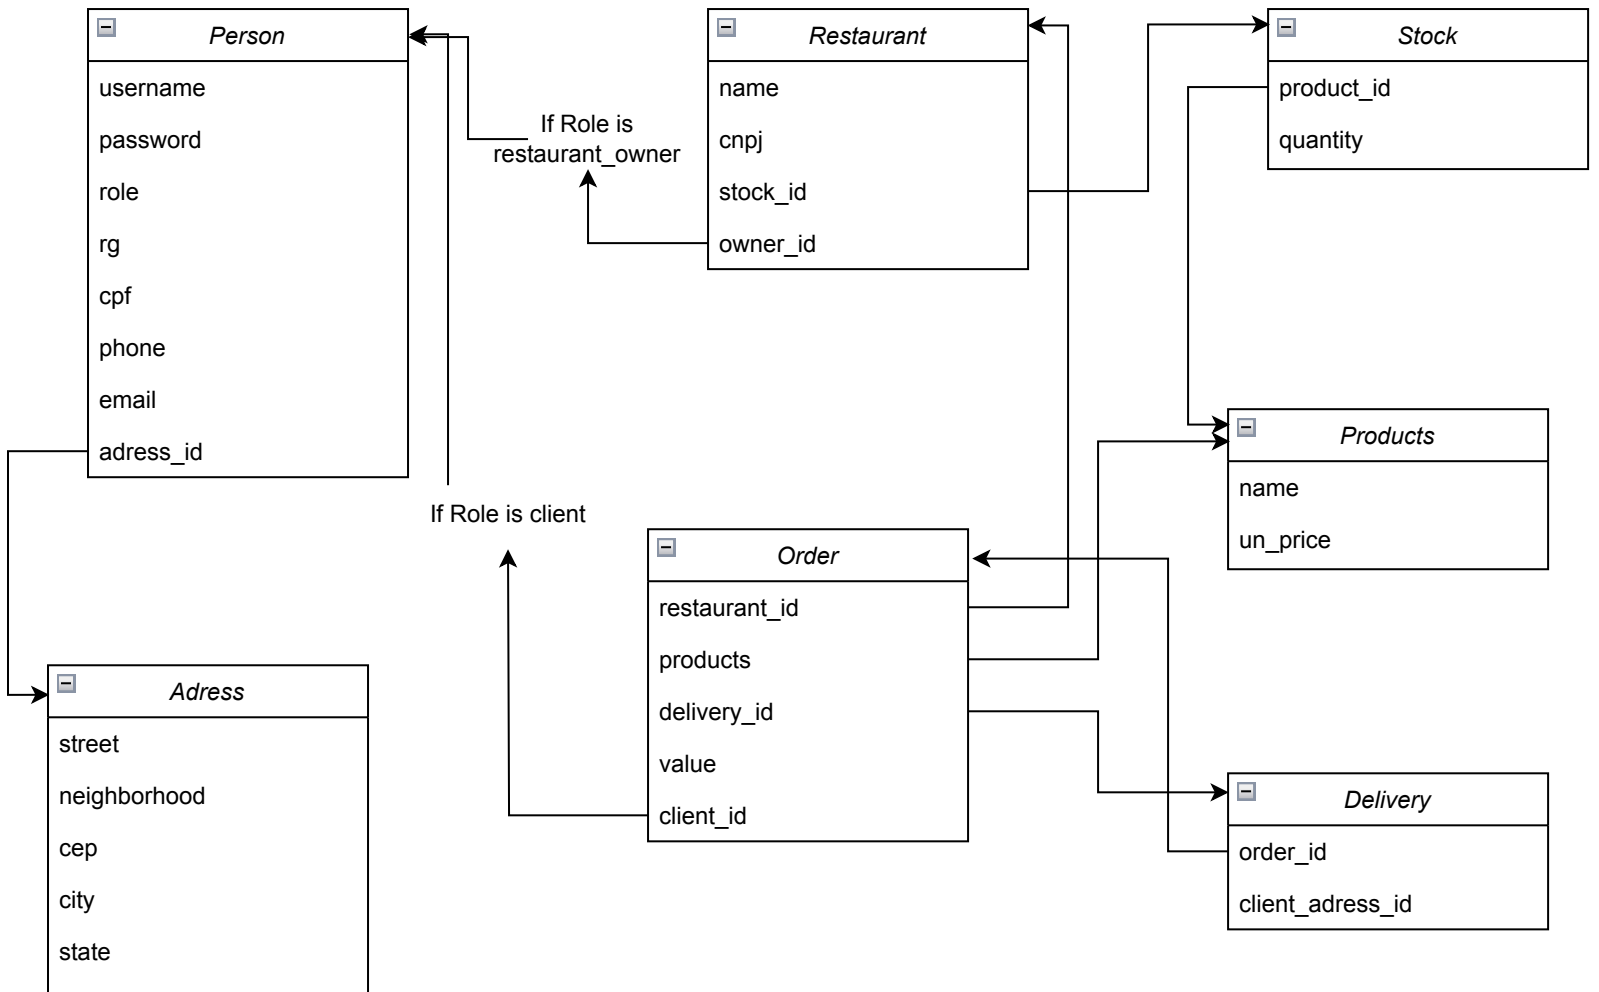 Person
username
password
role
rg
cpf
phone
email
adress_id
If Role is
restaurant_owner
Restaurant
name
cnpj
stock_id
owner_id
Stock
product_id
quantity
Products
name
un_price
If Role is client
Order
restaurant_id
products
delivery_id
value
client_id
Adress
street
neighborhood
cep
city
state
Delivery
order_id
client_adress_id